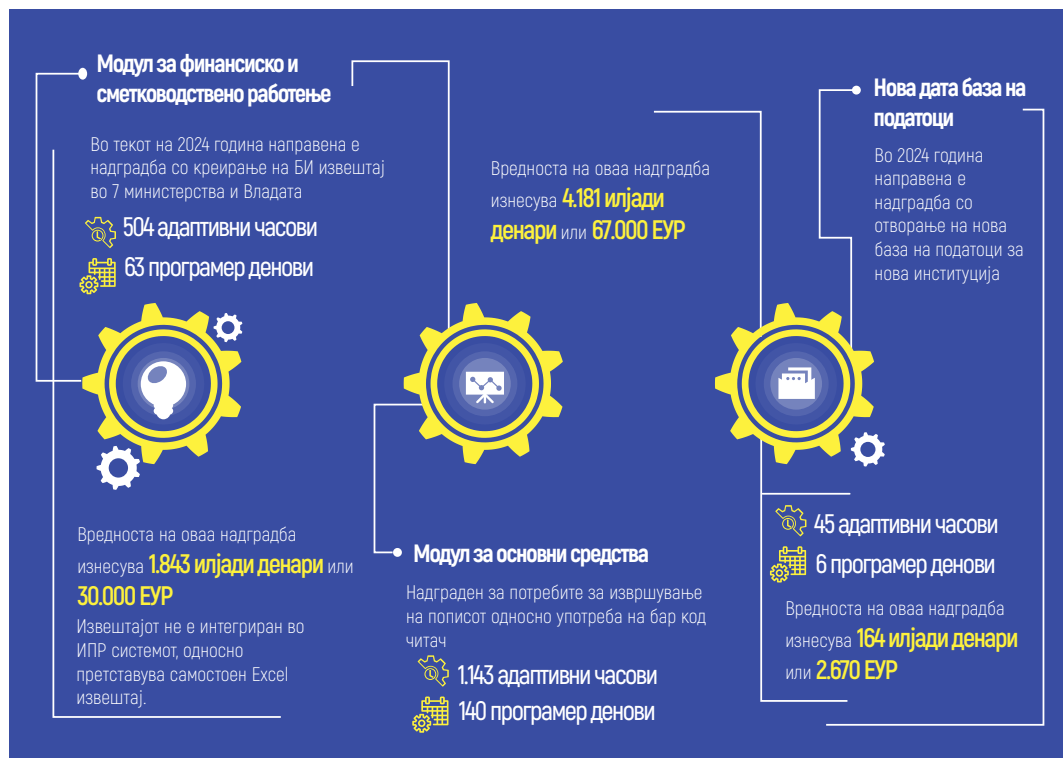 Модул за финансиско и
сметководствено работење
Во текот на 2024 година направена е
надградба со креирање на БИ извештај
во 7 министерства и Владата
504 адаптивни часови
63 програмер денови
Вредноста на оваа надградба
изнесува 1.843 илјади денари или
30.000 ЕУР
Извештајот не е интегриран во
ИПР системот, односно
претставува самостоен Excel
извештај.
Вредноста на оваа надградба
изнесува 4.181 илјади
денари или 67.000 ЕУР
Модул за основни средства
Надграден за потребите за извршување
на пописот односно употреба на бар код
читач
1.143 адаптивни часови
140 програмер денови
Нова дата база на
податоци
Во 2024 година
направена е
надградба со
отворање на нова
база на податоци за
нова институција
45 адаптивни часови
6 програмер денови
Вредноста на оваа надградба
изнесува 164 илјади денари
или 2.670 ЕУР